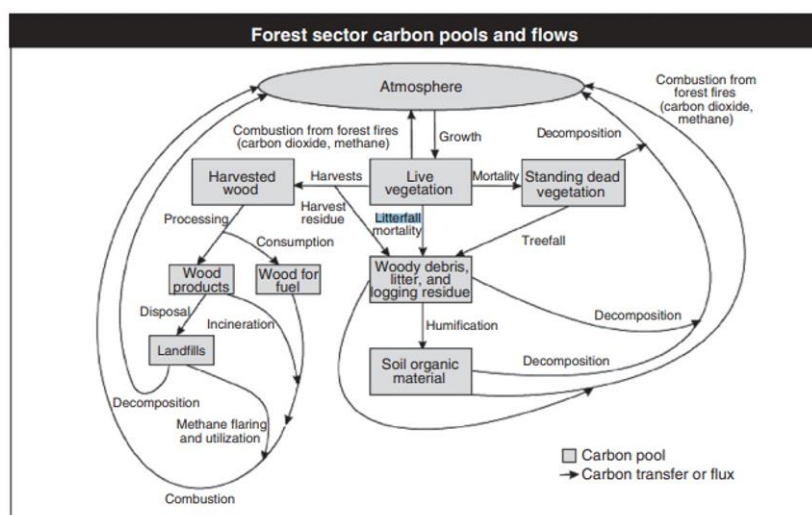 Forest sector carbon pools and flows
Atmosphere
Combustion from
forest fires
(carbon dioxide,
methane)
Combustion from forest fires
(carbon dioxide, methane)
Growth
Decomposition
Harvested
wood
Harvests
Live
vegetation
Mortality
Standing dead
vegetation
Harvest
residue
Litterfall
mortality
Processing
Consumption
Treefall
Wood
products
Wood for
fuel
Woody debris,
litter, and
logging residue
Disposal
Incineration
Humification
Decomposition
Landfills
Soil organic
material
Decomposition
Decomposition
Methane flaring
and utilization
Combustion
Carbon pool
Carbon transfer or flux